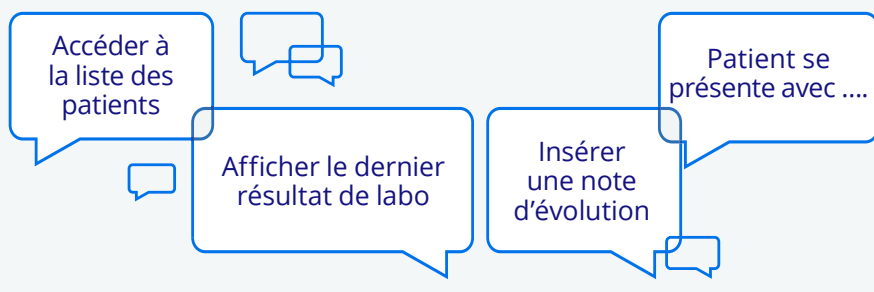 Accéder à
la liste des
patients
Afficher le dernier
résultat de labo
Insérer
une note
d’évolution
Patient se
présente avec ....